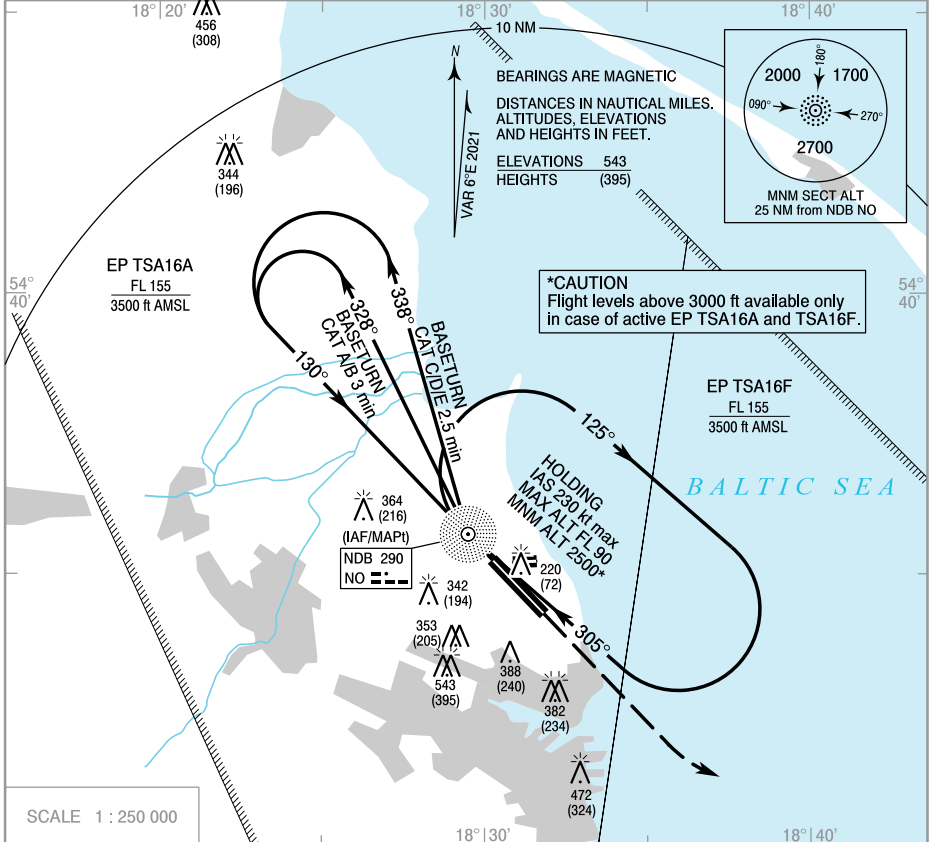 18° 20'
18° 30'
18° 40'
456
(308)
10 NM
N
VAR 6°E 2021
BEARINGS ARE MAGNETIC
DISTANCES IN NAUTICAL MILES.
ALTITUDES, ELEVATIONS
AND HEIGHTS IN FEET.
ELEVATIONS 543
HEIGHTS (395)
2000
180°
1700
090°
270°
2700
MNM SECT ALT
25 NM from NDB NO
344
(196)
EP TSA16A
FL 155
3500 ft AMSL
54°
40'
54°
40'
*CAUTION
Flight levels above 3000 ft available only
in case of active EP TSA16A and TSA16F.
338°
BASETURN
CAT C/D/E 2.5 min
328°
BASETURN
CAT A/B 3 min
130°
EP TSA16F
FL 155
3500 ft AMSL
125°
BALTIC SEA
HOLDING
IAS 230 kt max
MAX ALT FL 90
MNM ALT 2500*
364
(216)
(IAF/MAPt)
NDB 290
NO
220
(72)
342
(194)
353
(205)
305°
543
(395)
388
(240)
382
(234)
472
(324)
SCALE 1 : 250 000
18° 30'
18° 40'